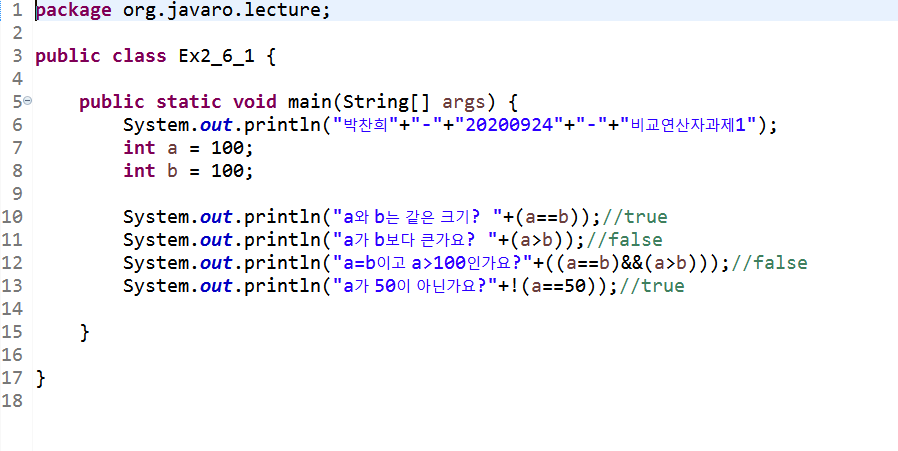 1 package org.javaro.lecture;
2
3 public class Ex2_6_1 {
4
5 public static void main(String[] args) {
6 System.out.println("박찬희"+"-"+"20200924"+"-"+"비교연산자과제1");
7 int a = 100;
8 int b = 100;
9
10 System.out.println("a와 b는 같은 크기? "+(a==b));//true
11 System.out.println("a가 b보다 큰가요? "+(a>b));//false
12 System.out.println("a=b이고 a>100인가요?"+((a==b)&&(a>b)));//false
13 System.out.println("a가 50이 아닌가요?"+!(a==50));//true
14
15 }
16
17 }
18